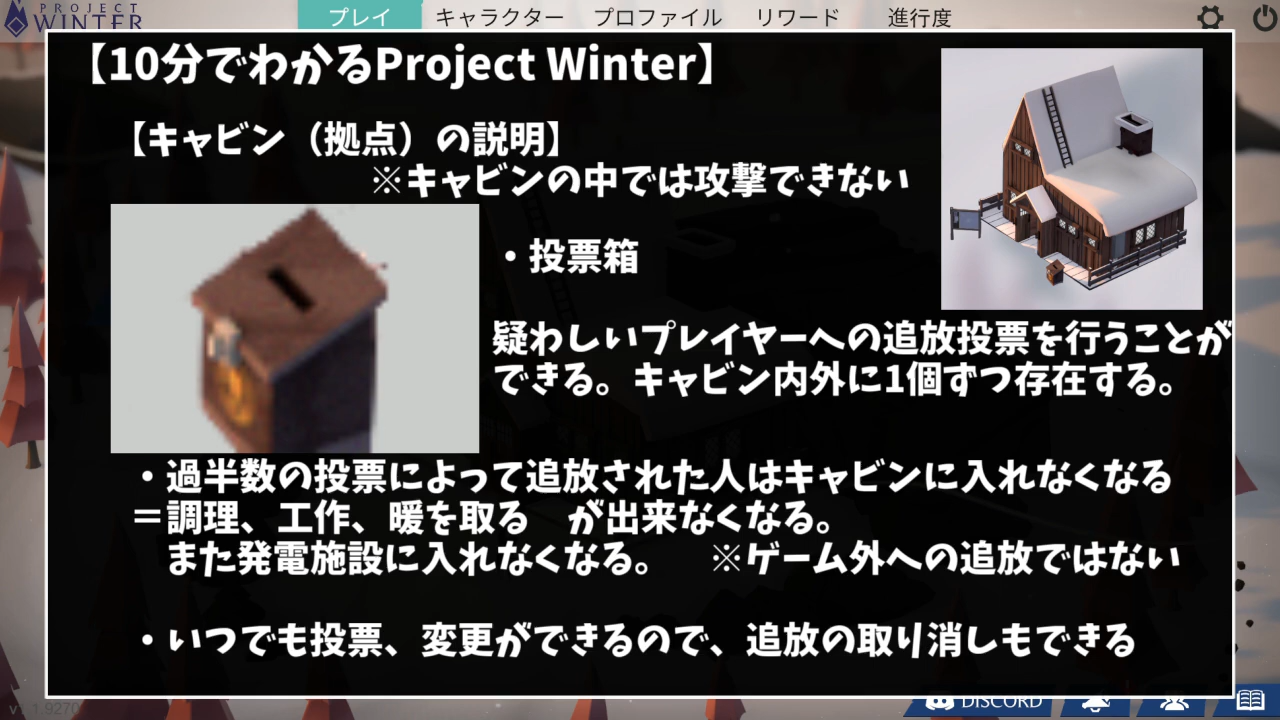 PROJECT
WINTER
プレイ
キャラクター
プロファイル
リワード
進行度
【10分でわかるProject Winter】
【キャビン（拠点）の説明】
※キャビンの中では攻撃できない
・投票箱
疑わしいプレイヤーへの追放投票を行うことが
できる。キャビン内外に1個ずつ存在する。
・過半数の投票によって追放された人はキャビンに入れなくなる
＝調理、工作、暖を取る　が出来なくなる。
また発電施設に入れなくなる。　※ゲーム外への追放ではない
・いつでも投票、変更ができるので、追放の取り消しもできる
DISCORD